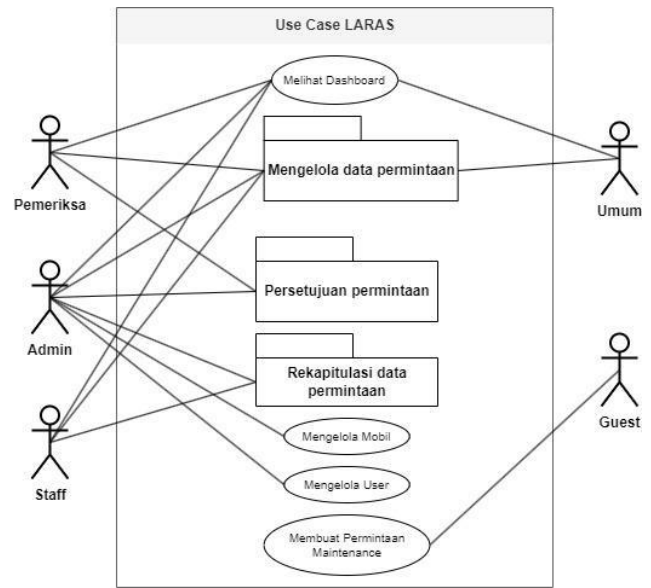 Use Case LARAS
Melihat Dashboard
Mengelola data permintaan
Pemeriksa
Umum
Persetujuan permintaan
Admin
Rekapitulasi data
permintaan
Guest
Mengelola Mobil
Staff
Mengelola User
Membuat Permintaan
Maintenance